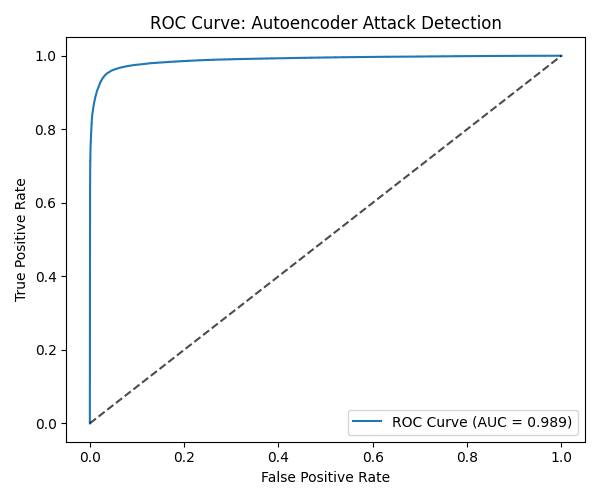 ROC Curve: Autoencoder Attack Detection
1.0
0.8
0.6
0.4
0.2
0.0
True Positive Rate
ROC Curve (AUC = 0.989)
0.0 0.2 0.4 0.6 0.8 1.0
False Positive Rate